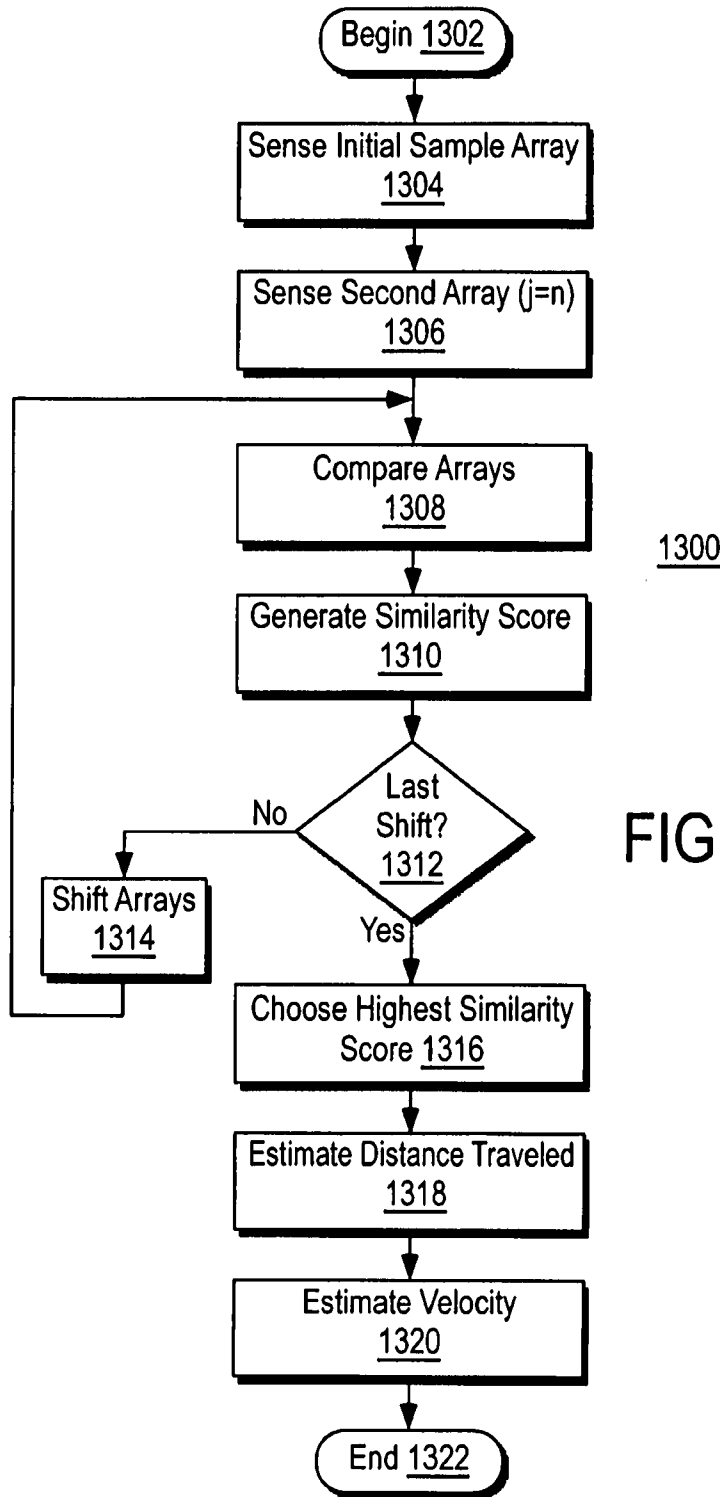 Begin 1302
Sense Initial Sample Array
1304
Sense Second Array (j=n)
1306
Compare Arrays
1308
1300
Generate Similarity Score
1310
Last
Shift?
1312
No
FIG
Shift Arrays
1314
Yes
Choose Highest Similarity
Score 1316
Estimate Distance Traveled
1318
Estimate Velocity
1320
End 1322